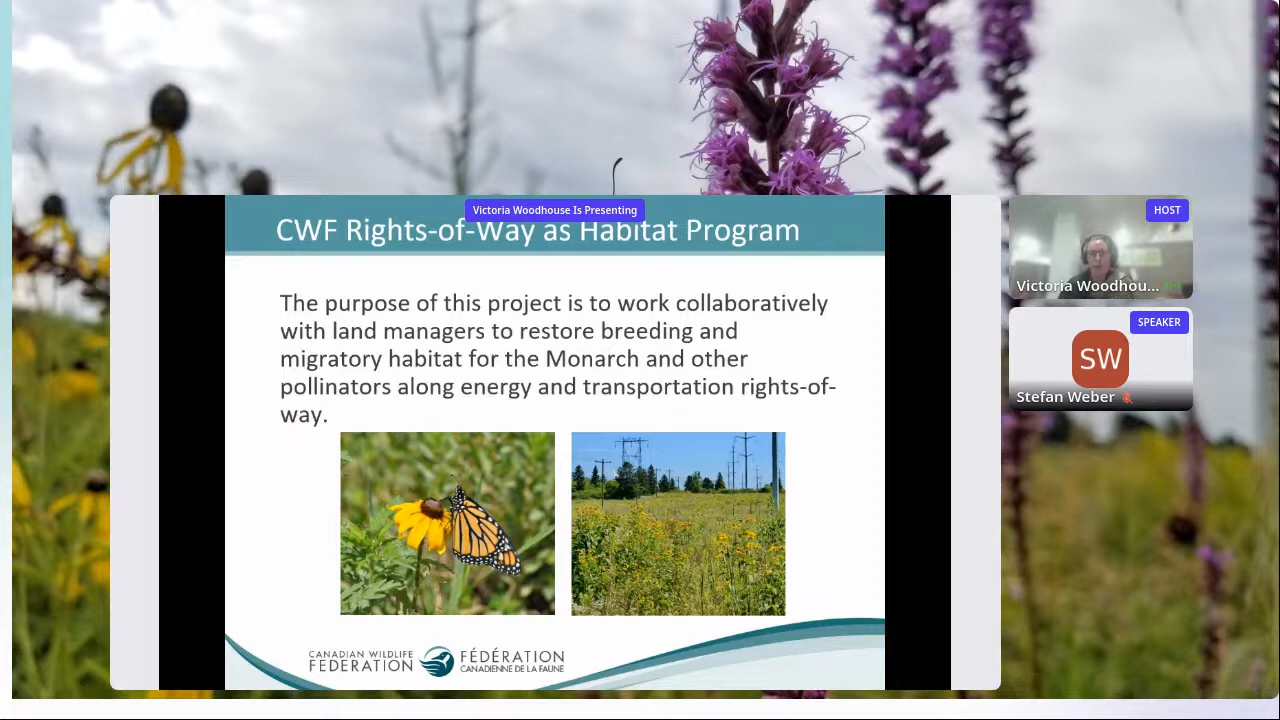 Victoria Woodhouse Is Presenting
CWF Rights-of-Way as Habitat Program
The purpose of this project is to work collaboratively
with land managers to restore breeding and
migratory habitat for the Monarch and other
pollinators along energy and transportation rights-of-
way.
CANADIAN WILDLIFE
FEDERATION
FÉDÉRATION
CANADIENNE DE LA FAUNE
HOST
Victoria Woodhou...
SPEAKER
SW
Stefan Weber